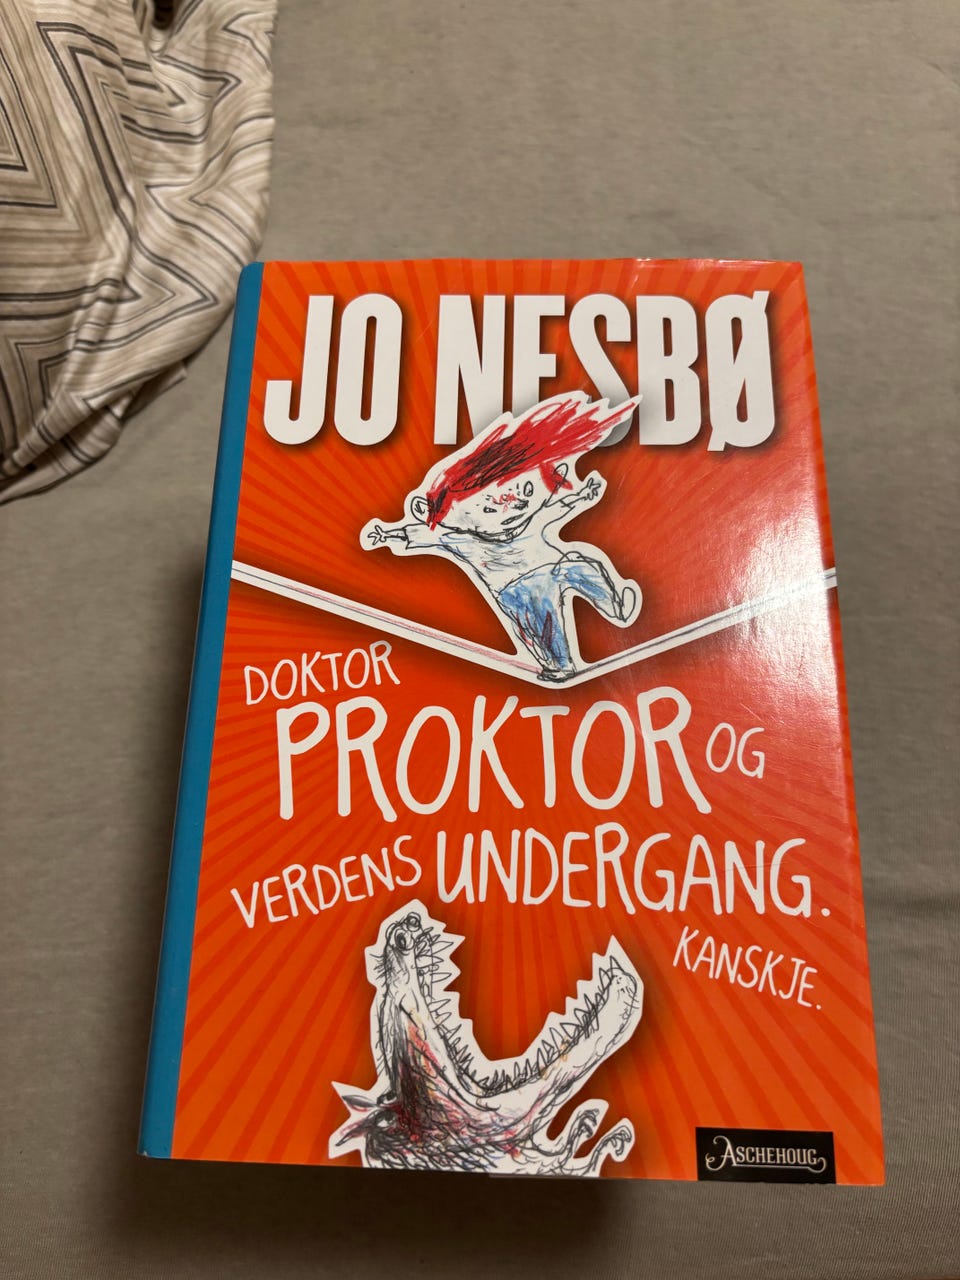 JO NESBØ
DOKTOR
PROKTOR OG
VERDENS UNDERGANG.
KANSKJE.
ASCHEHOUG